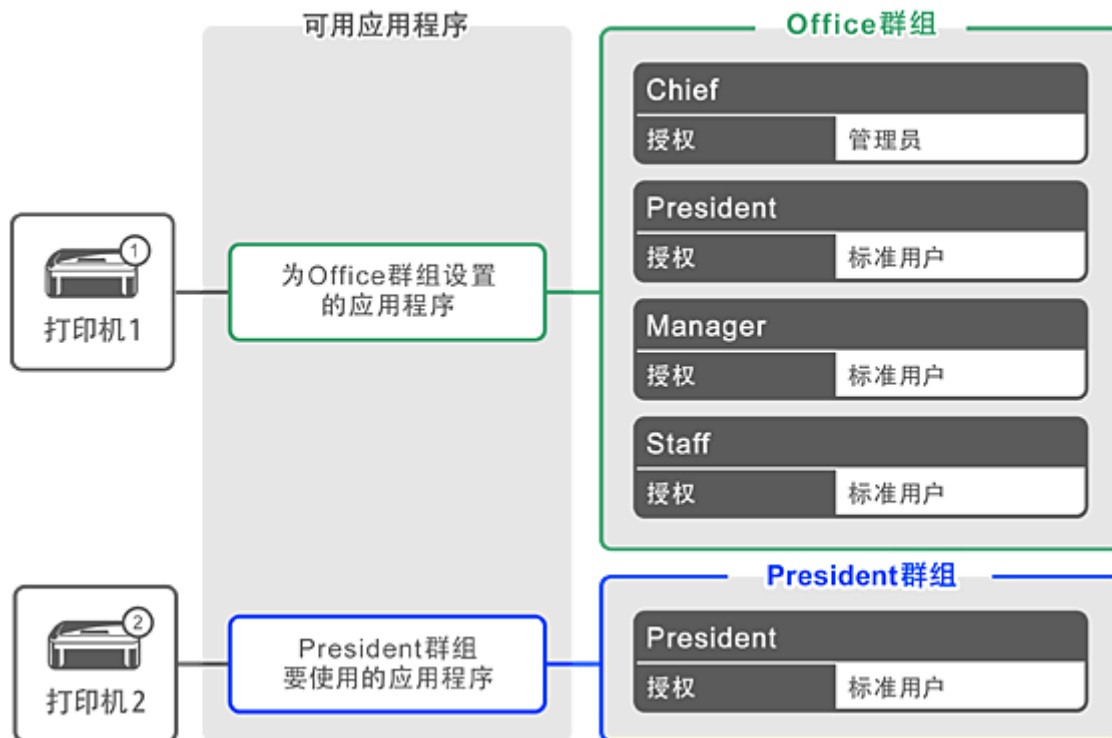 可用应用程序
Office群组
Chief
授权 管理员
President
授权 标准用户
Manager
授权 标准用户
Staff
授权 标准用户
1
打印机1
为Office群组设置
的应用程序
President群组
President
授权 标准用户
2
打印机2
President群组
要使用的应用程序